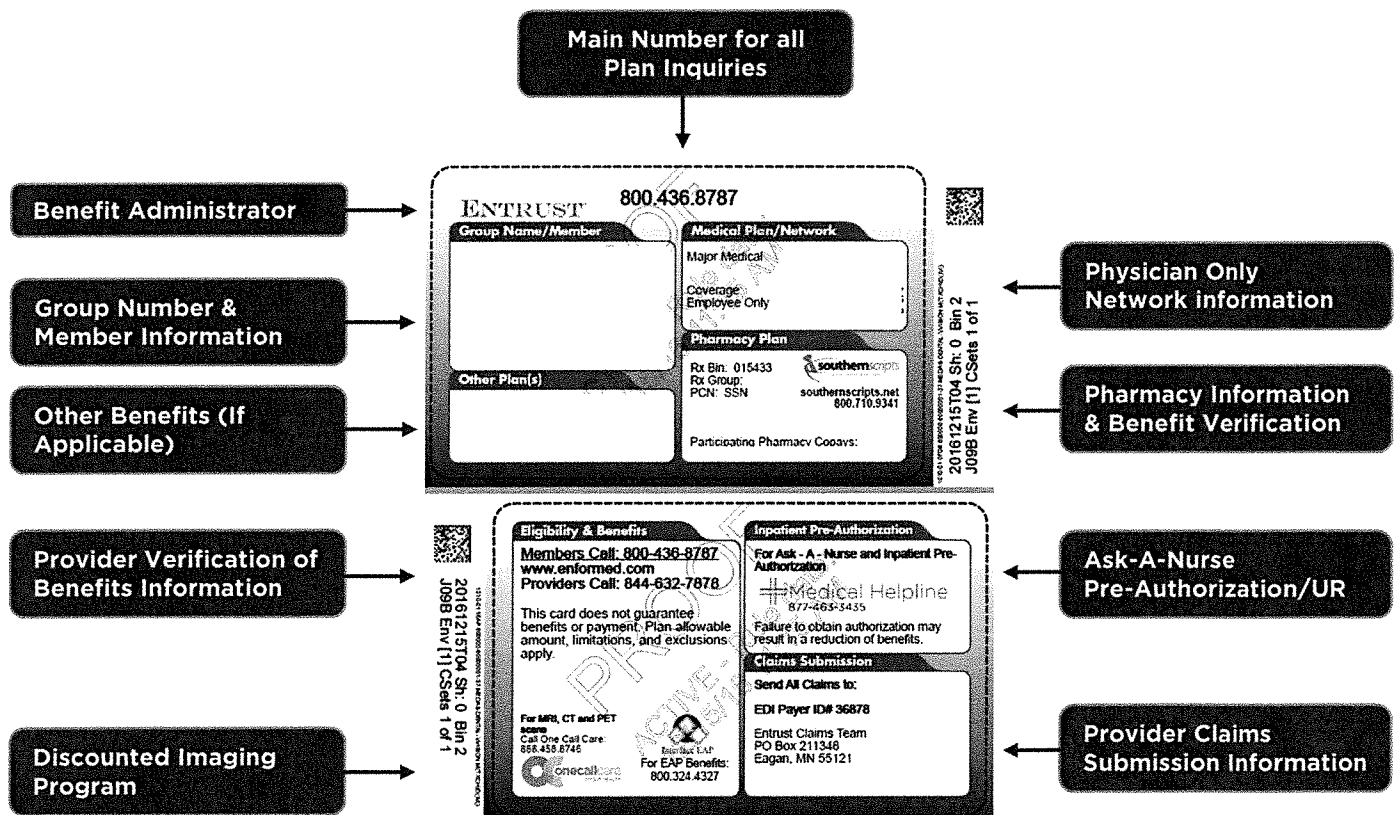 Main Number for all
Plan Inquiries
Benefit Administrator
Group Number &
Member Information
Other Benefits (If
Applicable)
Provider Verification of
Benefits Information
Discounted Imaging
Program
ENTRUST
800.436.8787
Group Name/Member
Other Plan(s)
Medical Plan/Network
Major Medical
Coverage
Employee Only
Pharmacy Plan
Rx Bin: 015433
Rx Group:
PCN: SSN
southernscripts
southernscripts.net
800.710.9341
Participating Pharmacy Copays:
20161215T04 Sh: 0 Bin 2
J09B Env [1] CSets 1 of 1
Physician Only
Network information
Pharmacy Information
& Benefit Verification
Ask-A-Nurse
Pre-Authorization/UR
Provider Claims
Submission Information
20161215T04 Sh: 0 Bin 2
J09B Env [1] CSets 1 of 1
Eligibility & Benefits
Members Call: 800-436-8787
www.enformed.com
Providers Call: 844-632-7878
This card does not guarantee
benefits or payment. Plan allowable
amount, limitations, and exclusions
apply.
For MRI, CT and PET
scans
Call One Call Care:
onecallcare
Interface EAP
For EAP Benefits:
800.324.4327
Inpatient Pre-Authorization
For Ask - A - Nurse and Inpatient Pre-
Authorization
Medical Helpline
877-463-3435
Failure to obtain authorization may
result in a reduction of benefits.
Claims Submission
Send All Claims to:
EDI Payer ID# 36878
Entrust Claims Team
PO Box 211346
Eagan, MN 55121
PROOF
ACTIVE